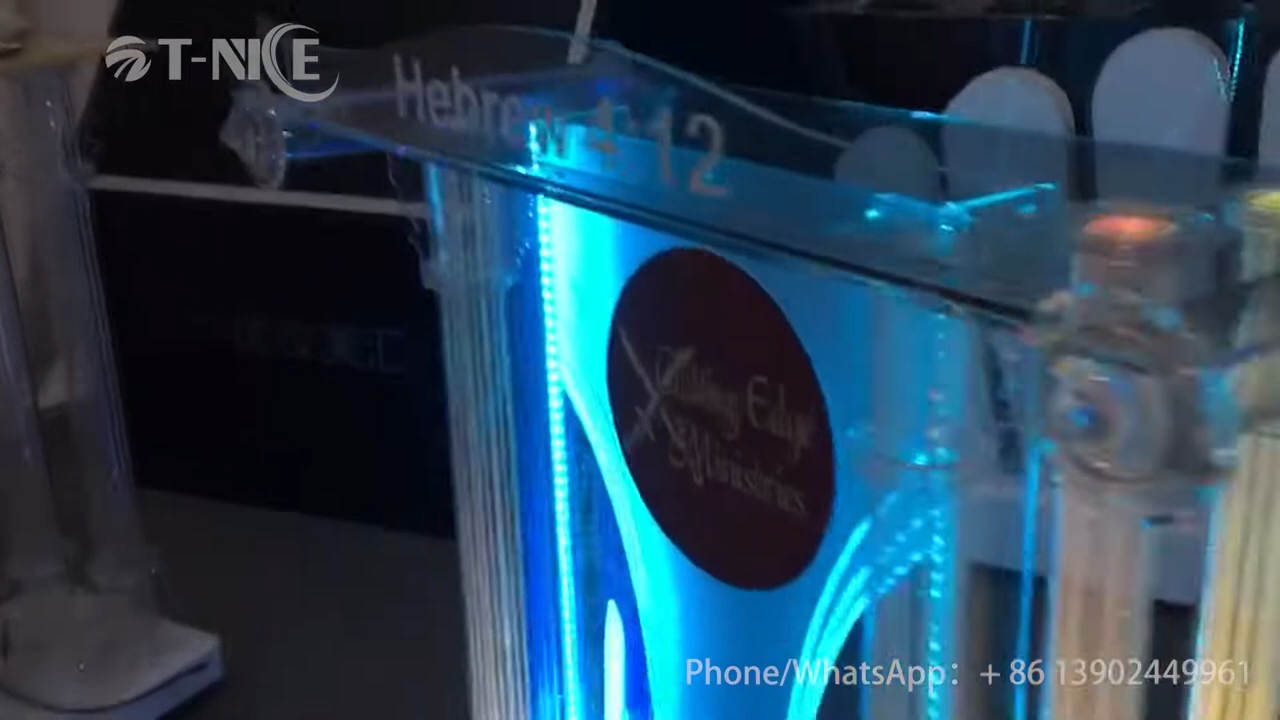 T-NICE
Hebrew 4:12
Cutting Edge
Ministries
Phone/WhatsApp：+ 86 13902449961